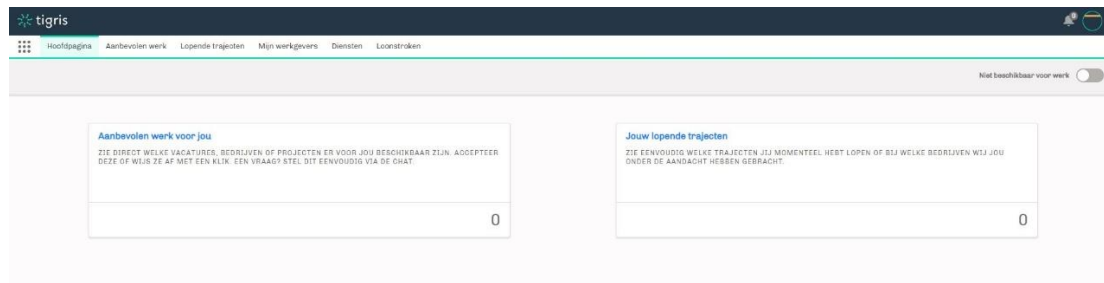 tigris
0
Hoofdpagina Aanbevolen werk Lopende trajecten Mijn werkgevers Diensten Loonstroken
Niet beschikbaar voor werk
Aanbevolen werk voor jou
ZIE DIRECT WELKE VACATURES, BEDRIJVEN OF PROJECTEN ER VOOR JOU BESCHIKBAAR ZIJN. ACCEPTEER
DEZE OF WIJS ZE AF MET EEN KLIK. EEN VRAAG? STEL DIT EENVOUDIG VIA DE CHAT.
0
Jouw lopende trajecten
ZIE EENVOUDIG WELKE TRAJECTEN JIJ MOMENTEEL HEBT LOPEN OF BIJ WELKE BEDRIJVEN WIJ JOU
ONDER DE AANDACHT HEBBEN GEBRACHT.
0